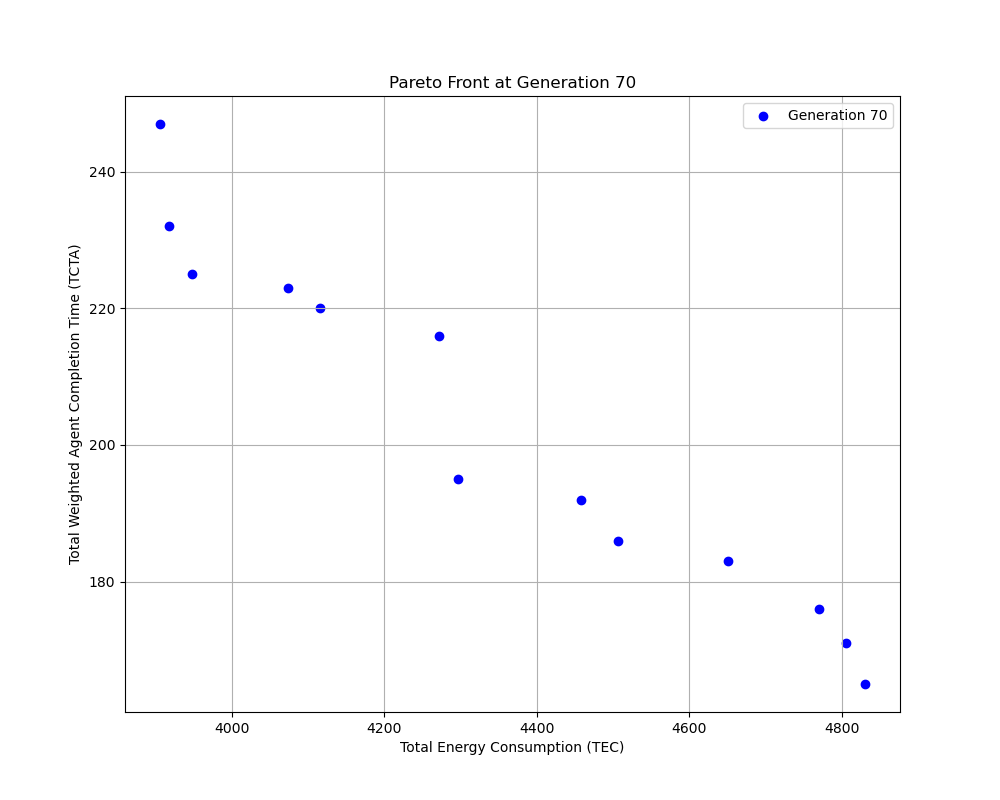 Pareto Front at Generation 70
Generation 70
240
220
200
180
Total Weighted Agent Completion Time (TCTA)
4000
4200
4400
4600
4800
Total Energy Consumption (TEC)